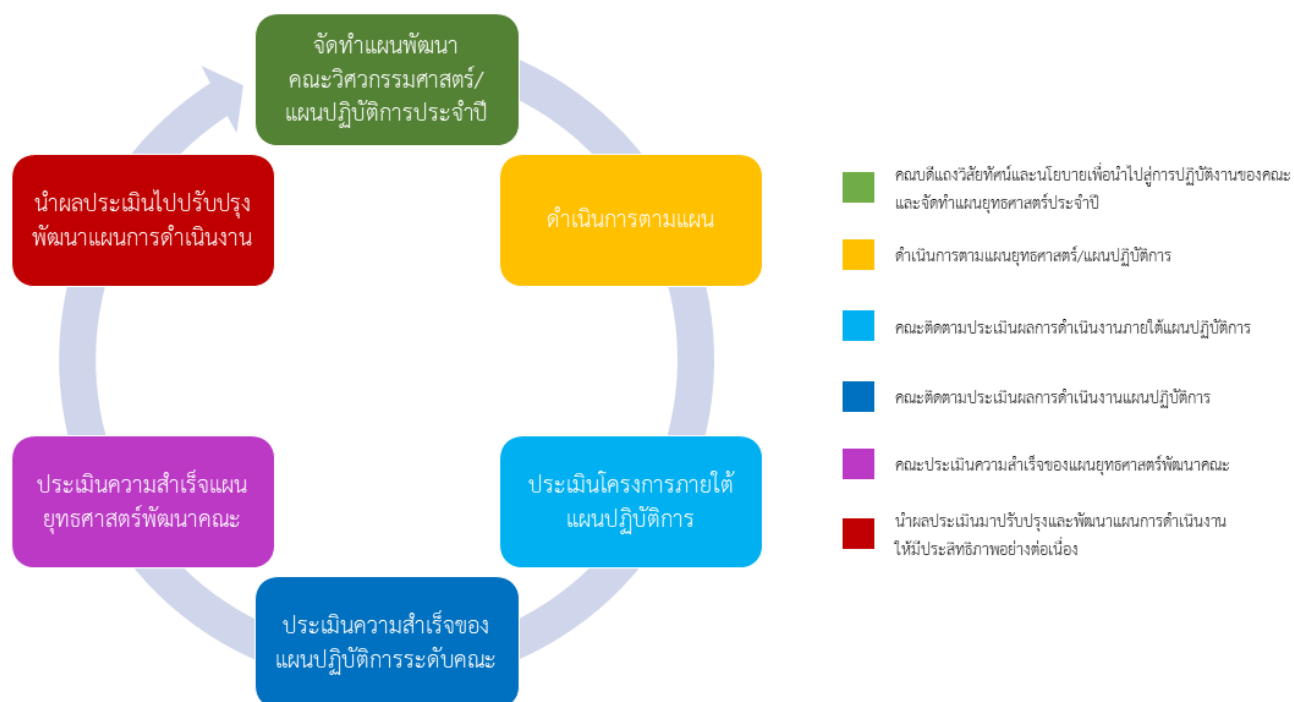 จัดทำแผนพัฒนา
คณะวิศวกรรมศาสตร์/
แผนปฏิบัติการประจำปี
ดำเนินการตามแผน
ประเมินโครงการภายใต้
แผนปฏิบัติการ
ประเมินความสำเร็จของ
แผนปฏิบัติการระดับคณะ
ประเมินความสำเร็จแผน
ยุทธศาสตร์พัฒนาคณะ
นำผลประเมินไปปรับปรุง
พัฒนาแผนการดำเนินงาน
คณบดีแถงวิสัยทัศน์และนโยบายเพื่อนำไปสู่การปฏิบัติงานของคณะ
และจัดทำแผนยุทธศาสตร์ประจำปี
ดำเนินการตามแผนยุทธศาสตร์/แผนปฏิบัติการ
คณะติดตามประเมินผลการดำเนินงานภายใต้แผนปฏิบัติการ
คณะติดตามประเมินผลการดำเนินงานแผนปฏิบัติการ
คณะประเมินความสำเร็จของแผนยุทธศาสตร์พัฒนาคณะ
นำผลประเมินมาปรับปรุงและพัฒนาแผนการดำเนินงาน
ให้มีประสิทธิภาพอย่างต่อเนื่อง